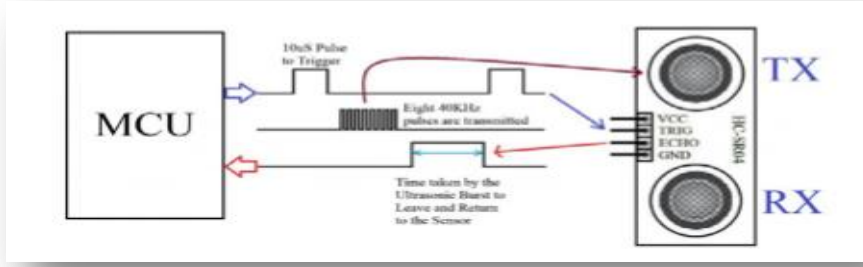 MCU
10uS Pulse
to Trigger
Eight 40KHz
pulses are transmitted
Time taken by the
Ultrasonic Burst to
Leave and Return
to the Sensor
TX
VCC
TRIG
ECHO
GND
HC-SR04
RX